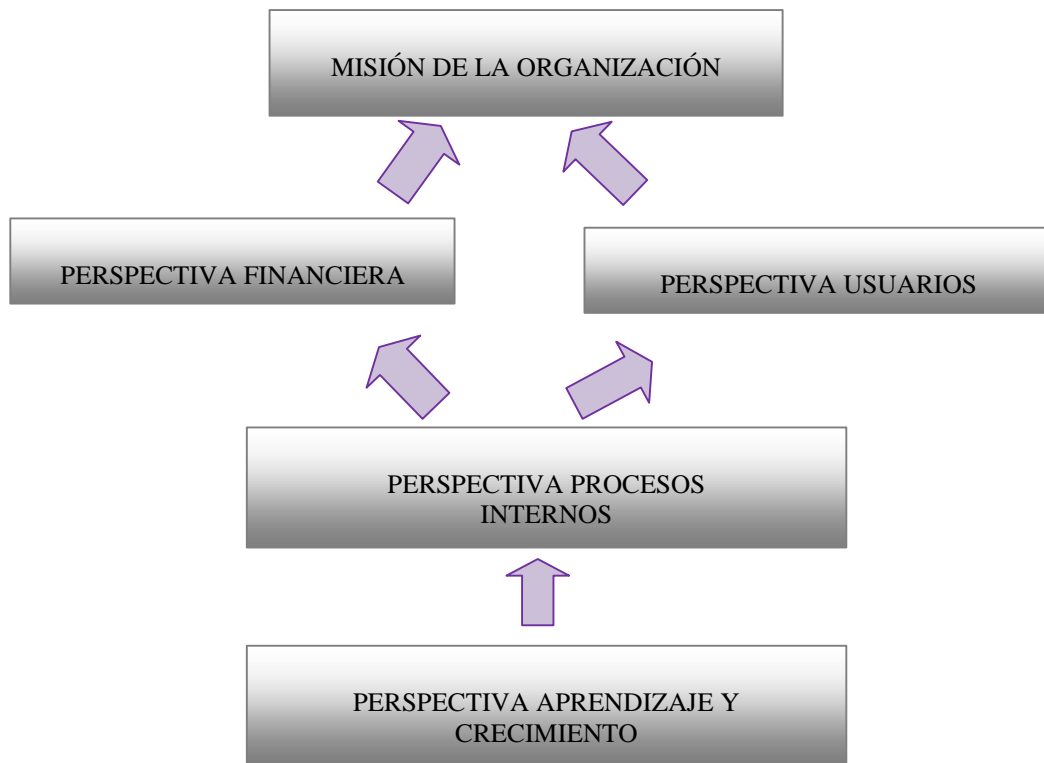 MISIÓN DE LA ORGANIZACIÓN
PERSPECTIVA FINANCIERA
PERSPECTIVA USUARIOS
PERSPECTIVA PROCESOS
INTERNOS
PERSPECTIVA APRENDIZAJE Y
CRECIMIENTO